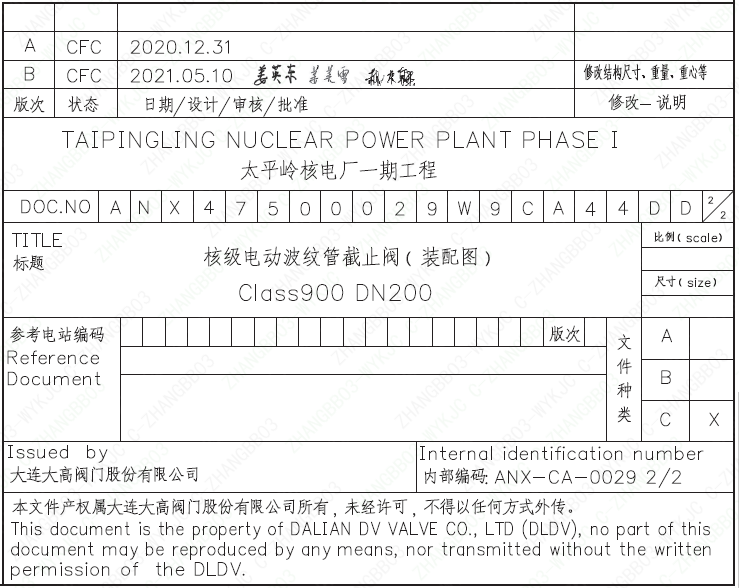 A CFC 2020.12.31
B CFC 2021.05.10 姜英东 修改结构尺寸、重量、重心等
版次 状态 日期/设计/审核/批准 修改—说明
TAIPINGLING NUCLEAR POWER PLANT PHASE I
太平岭核电厂一期工程
DOC.NO A N X 4 7 5 0 0 0 2 9 W 9 C A 4 4 D D 2/2
TITLE
标题
核级电动波纹管截止阀(装配图)
Class900 DN200
比例(scale)
尺寸(size)
参考电站编码
Reference
Document
版次
文件种类
A
B
C X
Issued by
大连大高阀门股份有限公司
Internal identification number
内部编码: ANX-CA-0029 2/2
本文件产权属大连大高阀门股份有限公司所有,未经许可,不得以任何方式外传。
This document is the property of DALIAN DV VALVE CO., LTD (DLDV), no part of this
document may be reproduced by any means, nor transmitted without the written
permission of the DLDV.